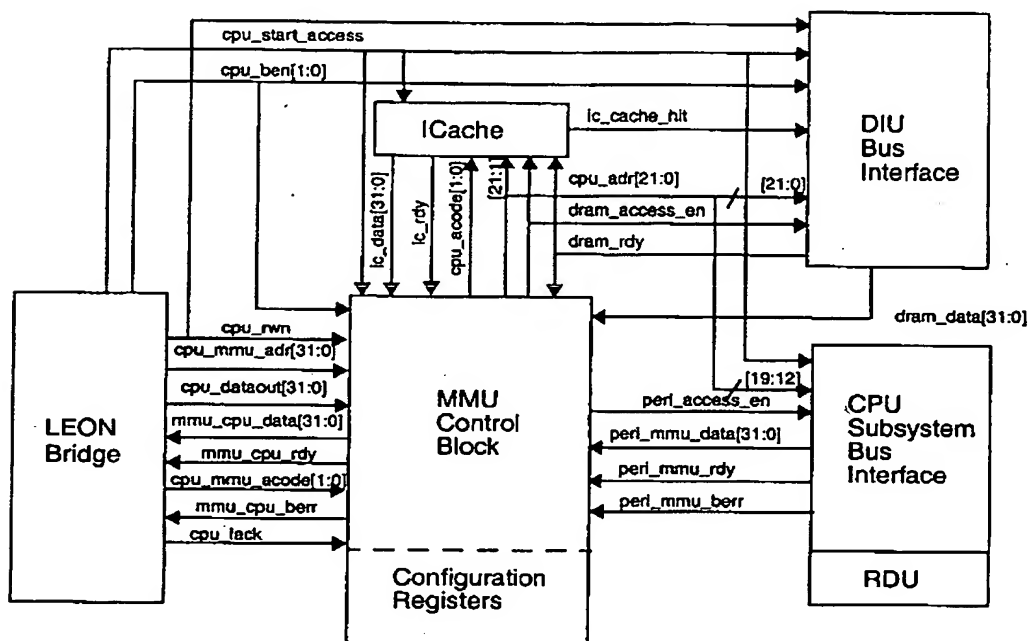 cpu_start_access
cpu_ben[1:0]
ICache
ic_cache_hit
DIU
Bus
Interface
ic_data[31:0]
ic_rdy
cpu_acode[1:0]
[21:1]
cpu_adr[21:0]
[21:0]
dram_access_en
dram_rdy
dram_data[31:0]
LEON
Bridge
cpu_rwn
cpu_mmu_adr[31:0]
cpu_dataout[31:0]
mmu_cpu_data[31:0]
mmu_cpu_rdy
cpu_mmu_acode[1:0]
mmu_cpu_berr
cpu_iack
MMU
Control
Block
Configuration
Registers
[19:12]
peri_access_en
peri_mmu_data[31:0]
peri_mmu_rdy
peri_mmu_berr
CPU
Subsystem
Bus
Interface
RDU